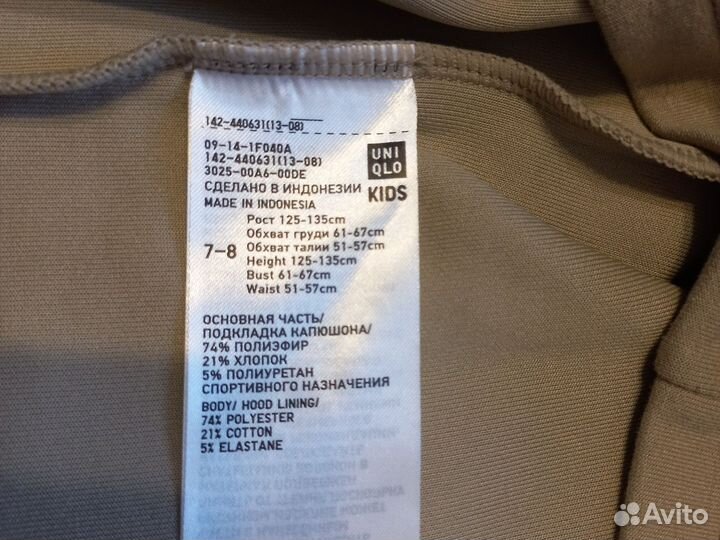 142-440631(13-08)
09-14-1F040A
142-440631(13-08)
3025-00A6-00DE
СДЕЛАНО В ИНДОНЕЗИИ
MADE IN INDONESIA
UNI
QLO
KIDS
7-8
Рост 125-135cm
Обхват груди 61-67cm
Обхват талии 51-57cm
Height 125-135cm
Bust 61-67cm
Waist 51-57cm
ОСНОВНАЯ ЧАСТЬ/
ПОДКЛАДКА КАПЮШОНА/
74% ПОЛИЭФИР
21% ХЛОПОК
5% ПОЛИУРЕТАН
СПОРТИВНОГО НАЗНАЧЕНИЯ
BODY/ HOOD LINING/
74% POLYESTER
21% COTTON
5% ELASTANE
Avito